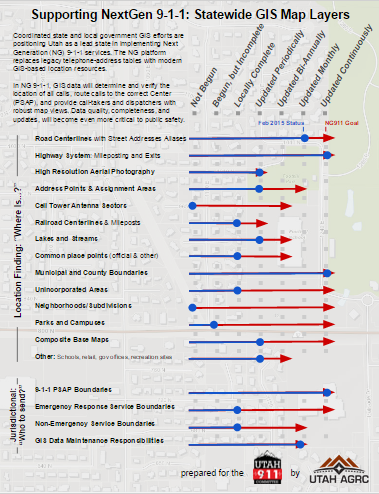 Supporting NextGen 9-1-1: Statewide GIS Map Layers
Coordinated state and local government GIS efforts are
positioning Utah as a lead state in implementing Next
Generation (NG) 9-1-1 services. The NG platform
replaces legacy telephone-address tables with modern
GIS-based location resources.
In NG 9-1-1, GIS data will determine and verify the
location of all calls, route calls to the correct Center
(PSAP), and provide call-takers and dispatchers with
robust map views. Data quality, completeness, and
updates, will become even more critical to public safety.
Not Begun
Begun, but Incomplete
Locally Complete
Updated Periodically
Updated Bi-Annually
Updated Monthly
Updated Continuously
Feb 2015 Status
NG911 Goal
Location Finding: "Where is...?"
Road Centerlines with Street Addresses Aliases
Highway System: Mileposting and Exits
High Resolution Aerial Photography
Address Points & Assignment Areas
Cell Tower Antenna Sectors
Railroad Centerlines & Mileposts
Lakes and Streams
Common place points (official & other)
Municipal and County Boundaries
Unincorporated Areas
Neighborhoods/Subdivisions
Parks and Campuses
Composite Base Maps
Other: Schools, retail, gov offices, recreation sites
Jurisdictional:
"Who to send?"
9-1-1 PSAP Boundaries
Emergency Response Service Boundaries
Non-Emergency Service Boundaries
GIS Data Maintenance Responsibilities
prepared for the
UTAH
911
COMMITTEE
by
UTAH AGRC